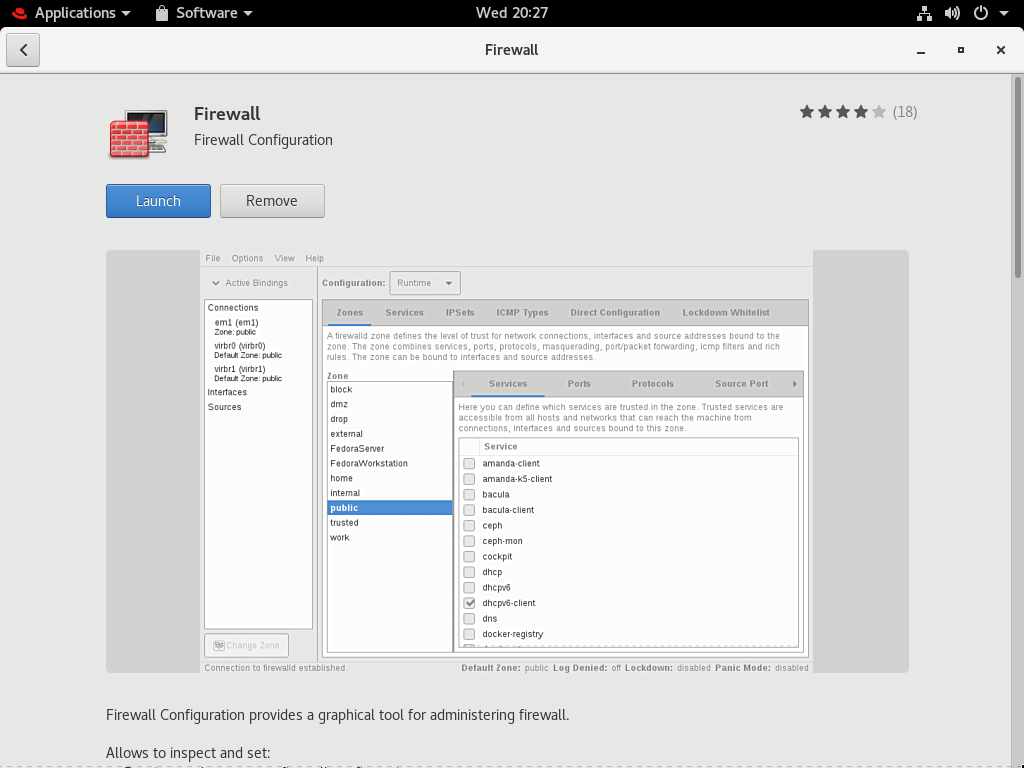 Applications
Software
Wed 20:27
Firewall
Firewall
(18)
Firewall Configuration
Launch
Remove
File Options View Help
Active Bindings
Configuration: Runtime
Connections
em1 (em1)
Zone: public
virbr0 (virbr0)
Default Zone: public
virbr1 (virbr1)
Default Zone: public
Interfaces
Sources
Change Zone
Zones Services IPSets ICMP Types Direct Configuration Lockdown Whitelist
A firewalld zone defines the level of trust for network connections, interfaces and source addresses bound to the
zone. The zone combines services, ports, protocols, masquerading, port/packet forwarding, icmp filters and rich
rules. The zone can be bound to interfaces and source addresses.
Zone
block
dmz
drop
external
FedoraServer
FedoraWorkstation
home
internal
public
trusted
work
Services Ports Protocols Source Port
Here you can define which services are trusted in the zone. Trusted services are
accessible from all hosts and networks that can reach the machine from
connections, interfaces and sources bound to this zone.
Service
amanda-client
amanda-k5-client
bacula
bacula-client
ceph
ceph-mon
cockpit
dhcp
dhcpv6
dhcpv6-client
dns
docker-registry
Connection to firewalld established.
Default Zone: public Log Denied: off Lockdown: disabled Panic Mode: disabled
Firewall Configuration provides a graphical tool for administering firewall.
Allows to inspect and set: